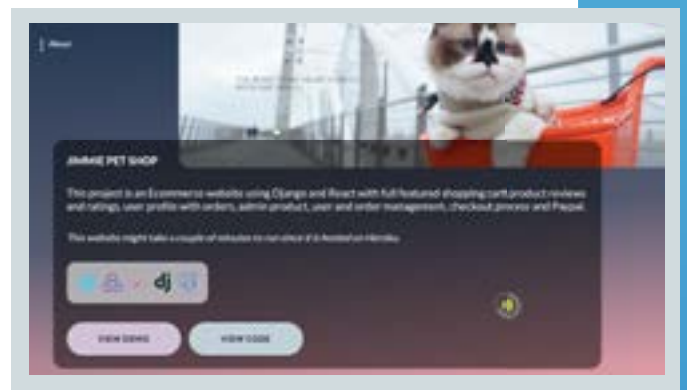 About
JIMMIE PET SHOP
This project is an Ecommerce website using Django and React with full featured shopping cart product reviews
and ratings, user profile with orders, admin product, user and order management, checkout process and Paypal.
This website might take a couple of minutes to run since it is hosted on Heroku
dj
VIEW DEMO
VIEW CODE